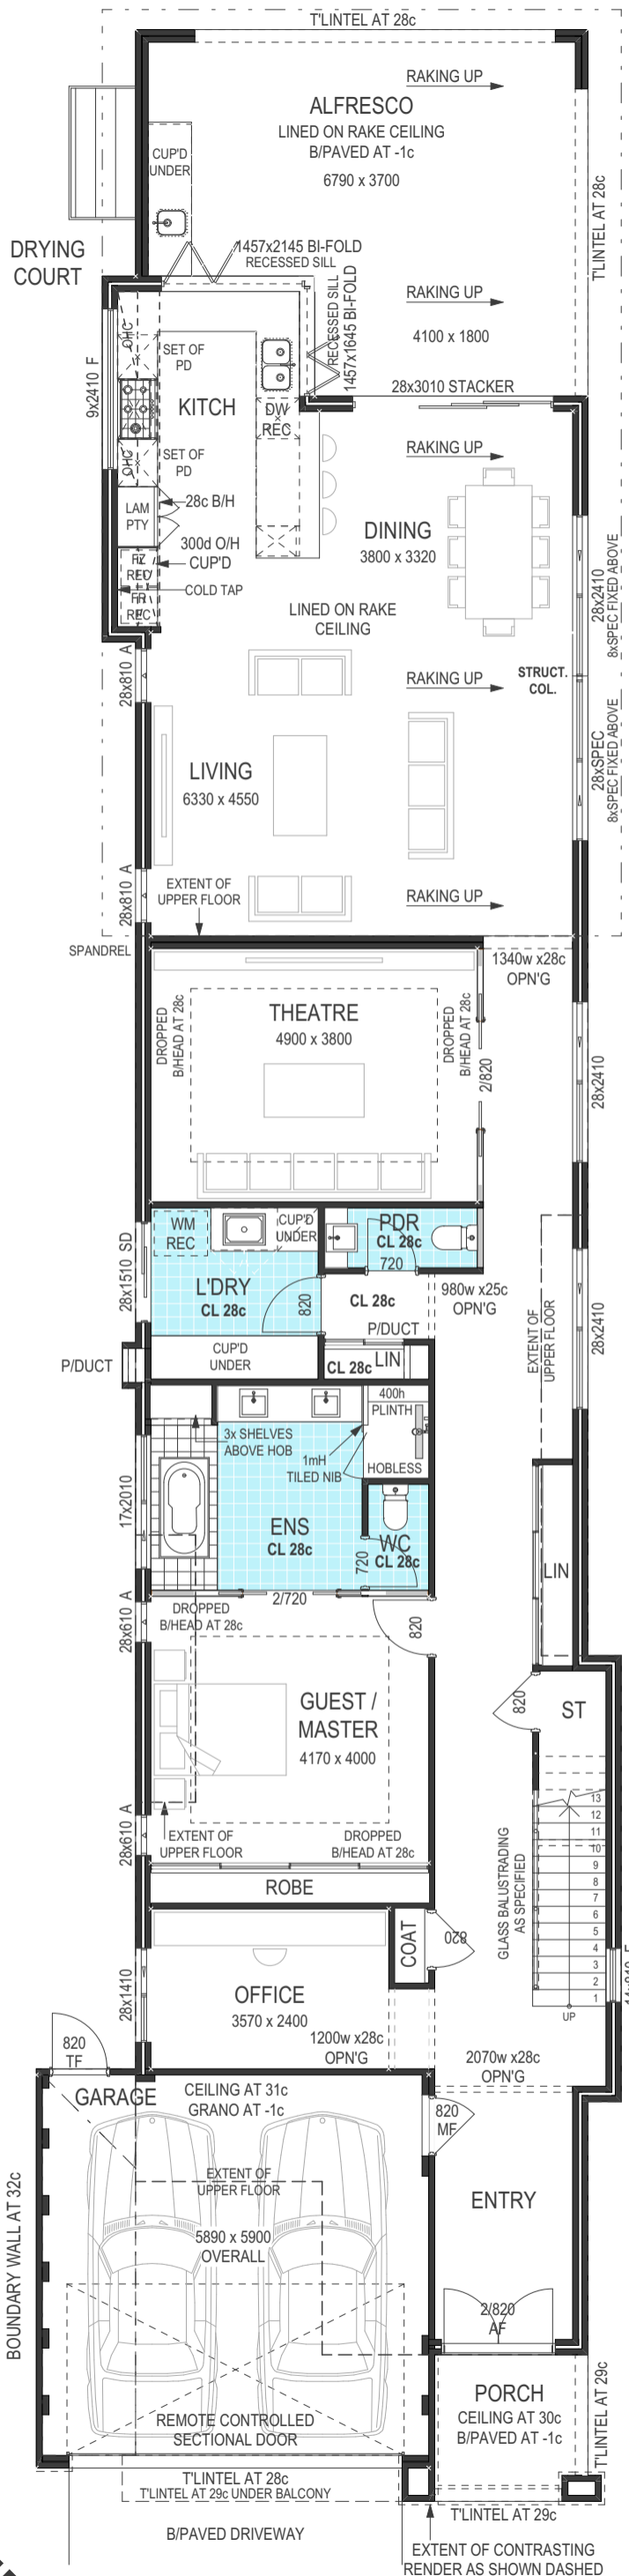 T'LINTEL AT 28c
RAKING UP
ALFRESCO
LINED ON RAKE CEILING
B/PAVED AT -1c
6790 x 3700
CUP'D
UNDER
T'LINTEL AT 28c
DRYING
COURT
1457x2145 BI-FOLD
RECESSED SILL
RECESSED SILL
1457x1645 BI-FOLD
RAKING UP
4100 x 1800
28x3010 STACKER
9x2410 F
OHC
SET OF
PD
KITCH
DW
REC
OHC
SET OF
PD
RAKING UP
LAM
PTY
28c B/H
300d O/H
CUP'D
FZ
REC
COLD TAP
FR
REC
DINING
3800 x 3320
LINED ON RAKE
CEILING
28x2410
8xSPEC FIXED ABOVE
28x810 A
RAKING UP
STRUCT.
COL.
28xSPEC
8xSPEC FIXED ABOVE
LIVING
6330 x 4550
28x810 A
EXTENT OF
UPPER FLOOR
RAKING UP
SPANDREL
1340w x28c
OPN'G
THEATRE
4900 x 3800
DROPPED
B/HEAD AT 28c
DROPPED
B/HEAD AT 28c
2/820
28x2410
WM
REC
CUP'D
UNDER
PDR
CL 28c
720
28x1510 SD
L'DRY
CL 28c
820
CL 28c
980w x25c
OPN'G
P/DUCT
EXTENT OF
UPPER FLOOR
28x2410
P/DUCT
CUP'D
UNDER
CL 28c
LIN
400h
PLINTH
3x SHELVES
ABOVE HOB
1mH
TILED NIB
HOBLESS
17x2010
ENS
CL 28c
WC
CL 28c
720
LIN
2/720
28x610 A
DROPPED
B/HEAD AT 28c
820
GUEST /
MASTER
4170 x 4000
820
ST
28x610 A
EXTENT OF
UPPER FLOOR
DROPPED
B/HEAD AT 28c
13
12
11
10
9
8
7
6
5
4
3
2
1
UP
GLASS BALUSTRADING
AS SPECIFIED
ROBE
COAT
820
28x1410
OFFICE
3570 x 2400
1200w x28c
OPN'G
2070w x28c
OPN'G
820
TF
GARAGE
CEILING AT 31c
GRANO AT -1c
820
MF
EXTENT OF
UPPER FLOOR
ENTRY
5890 x 5900
OVERALL
BOUNDARY WALL AT 32c
2/820
AF
REMOTE CONTROLLED
SECTIONAL DOOR
PORCH
CEILING AT 30c
B/PAVED AT -1c
T'LINTEL AT 29c
T'LINTEL AT 28c
T'LINTEL AT 29c UNDER BALCONY
T'LINTEL AT 29c
B/PAVED DRIVEWAY
EXTENT OF CONTRASTING
RENDER AS SHOWN DASHED